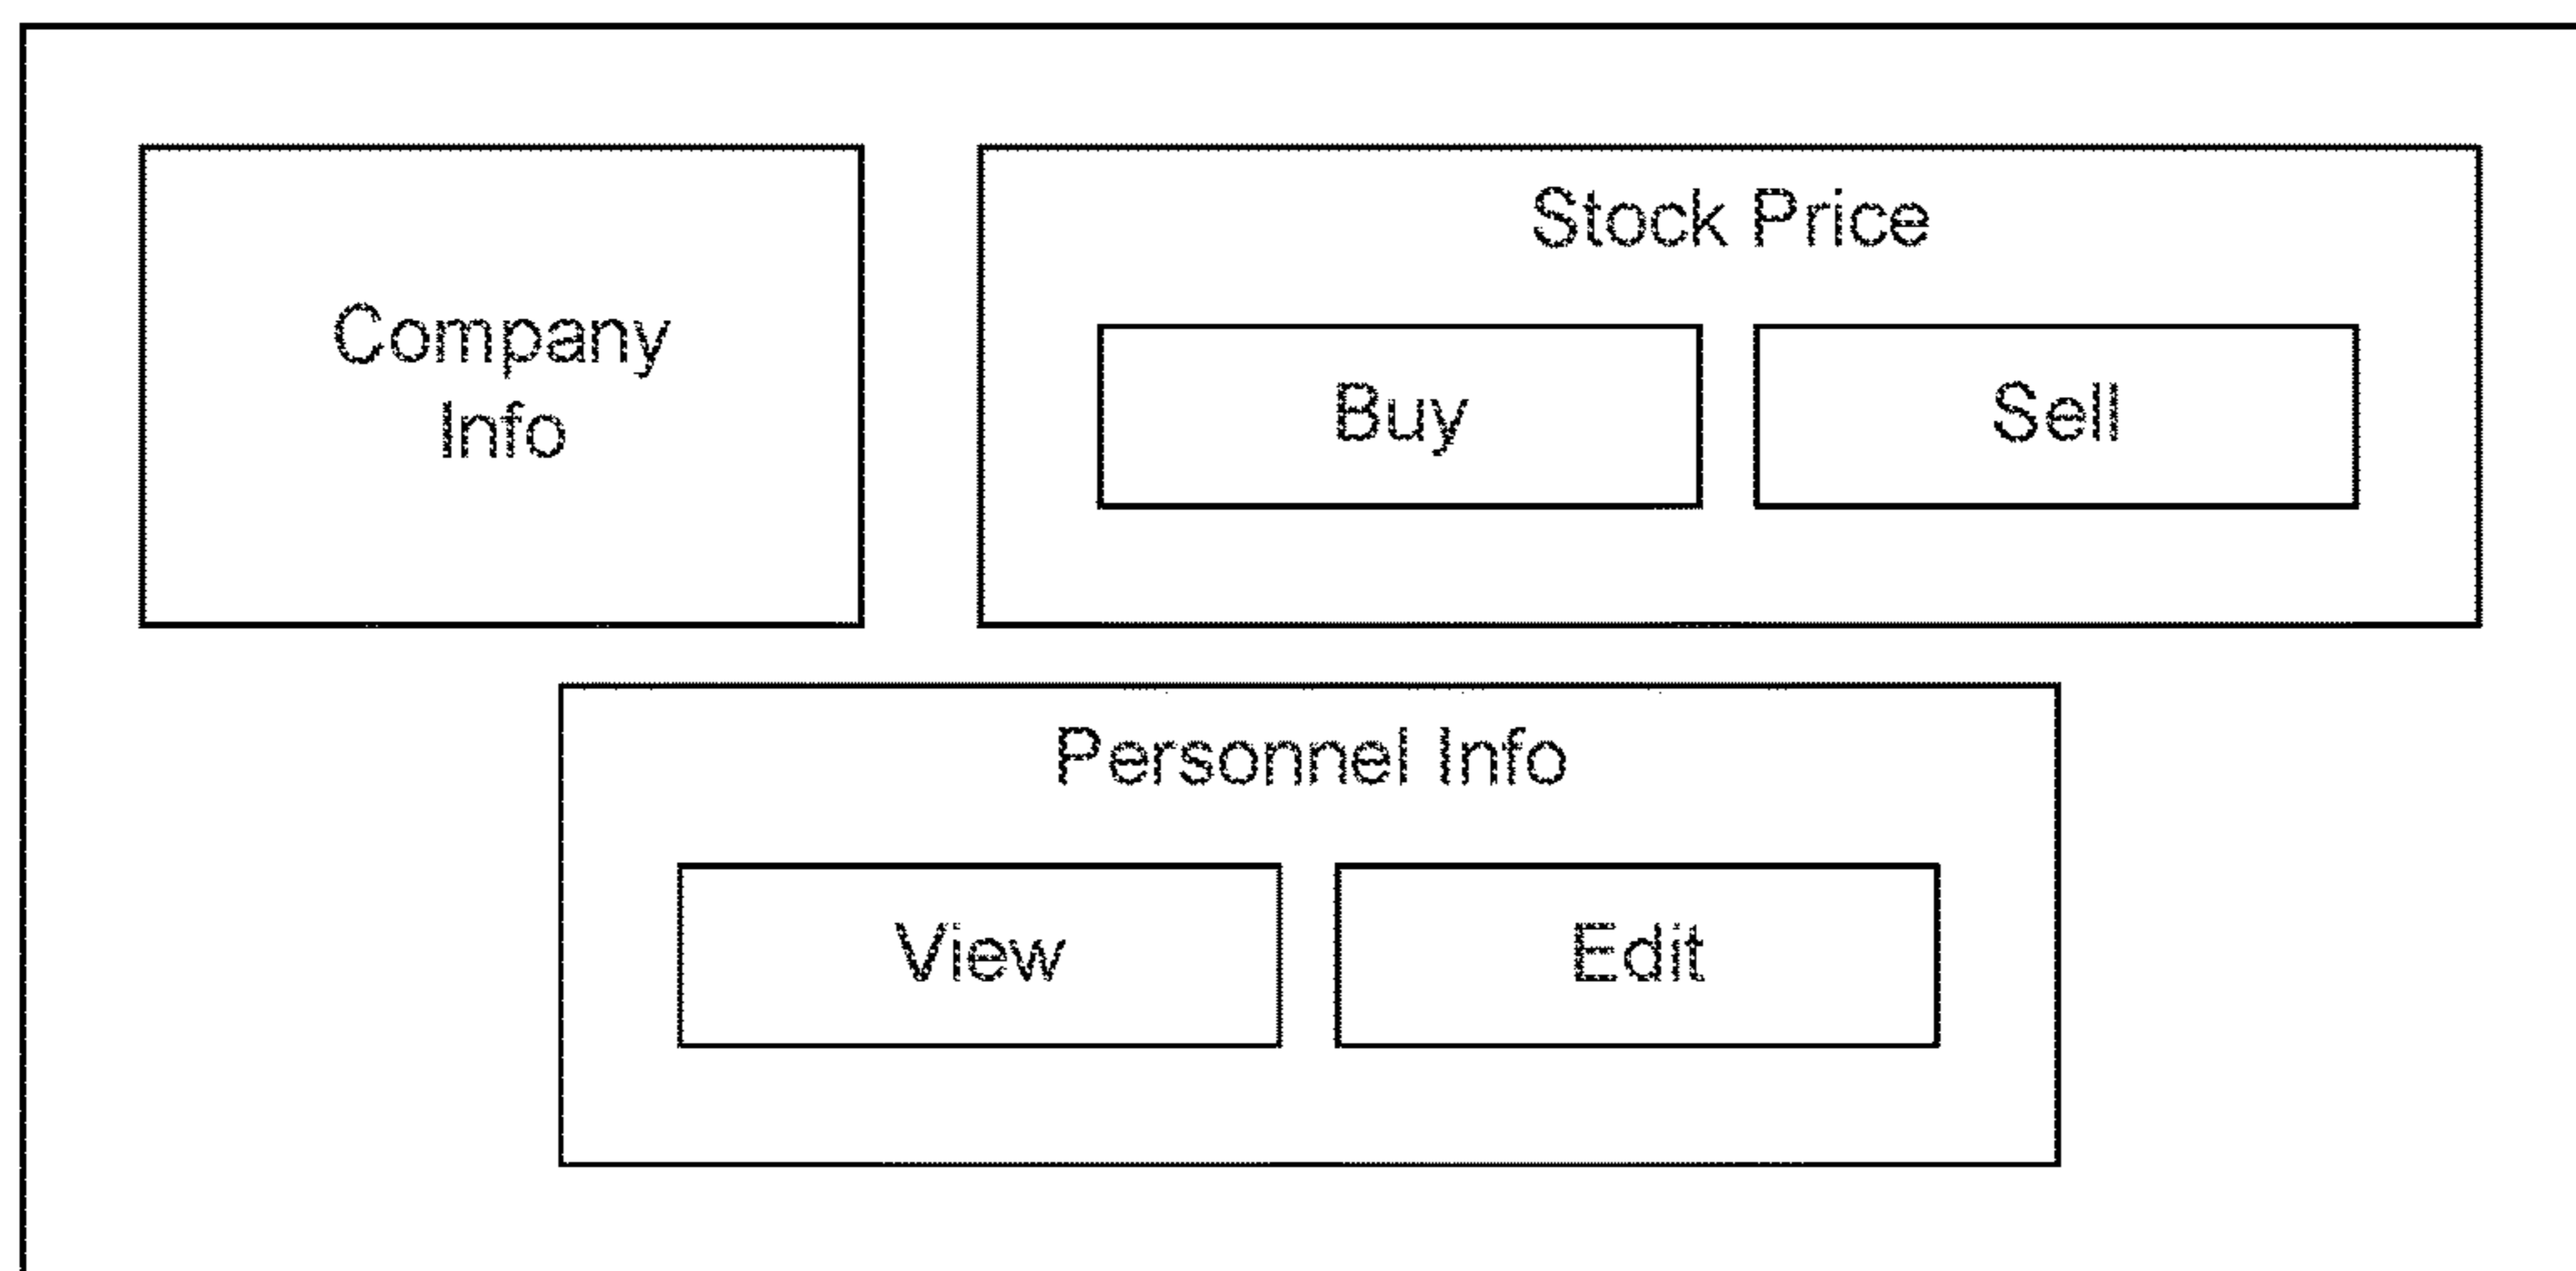 Company
Info
Stock Price
Buy
Sell
Personnel Info
View
Edit